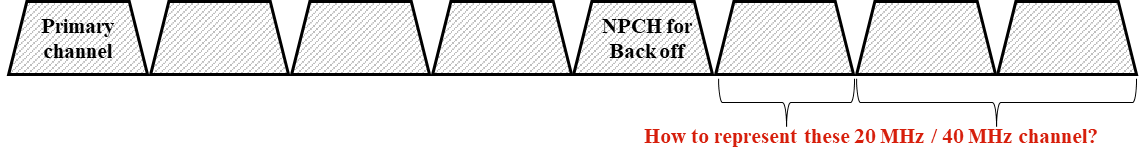 Primary
channel
NPCH for
Back off
How to represent these 20 MHz / 40 MHz channel?